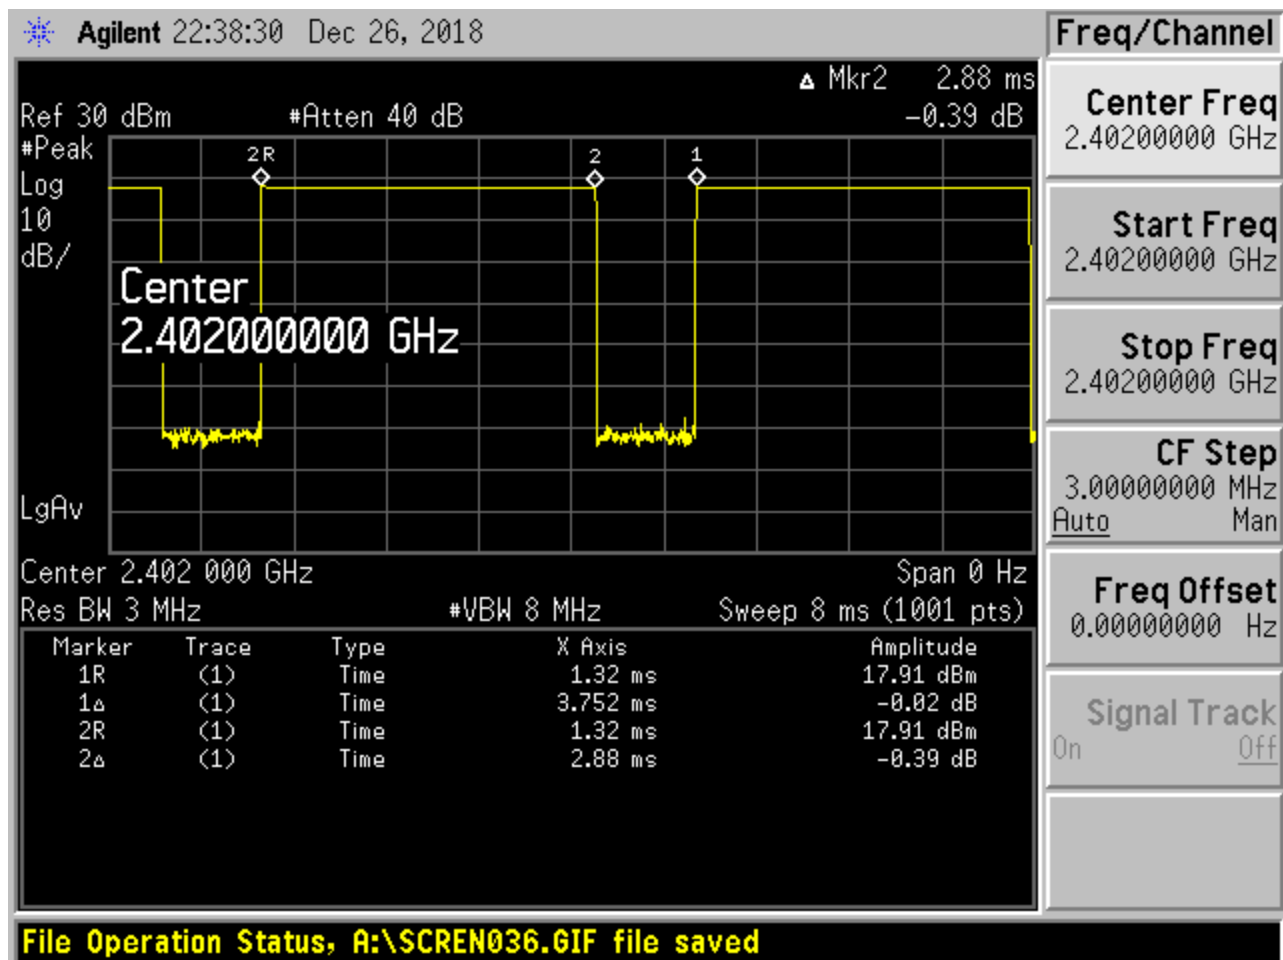 Agilent 22:38:30 Dec 26, 2018
Freq/Channel
Δ Mkr2 2.88 ms
Ref 30 dBm #Atten 40 dB -0.39 dB
#Peak
Log
10
dB/
2R
2
1
Center
2.402000000 GHz
LgAv
Center 2.402 000 GHz Span 0 Hz
Res BW 3 MHz #VBW 8 MHz Sweep 8 ms (1001 pts)
Marker Trace Type X Axis Amplitude
1R (1) Time 1.32 ms 17.91 dBm
1Δ (1) Time 3.752 ms -0.02 dB
2R (1) Time 1.32 ms 17.91 dBm
2Δ (1) Time 2.88 ms -0.39 dB
Center Freq
2.40200000 GHz
Start Freq
2.40200000 GHz
Stop Freq
2.40200000 GHz
CF Step
3.00000000 MHz
Auto Man
Freq Offset
0.00000000 Hz
Signal Track
On Off
File Operation Status, A:\SCREN036.GIF file saved